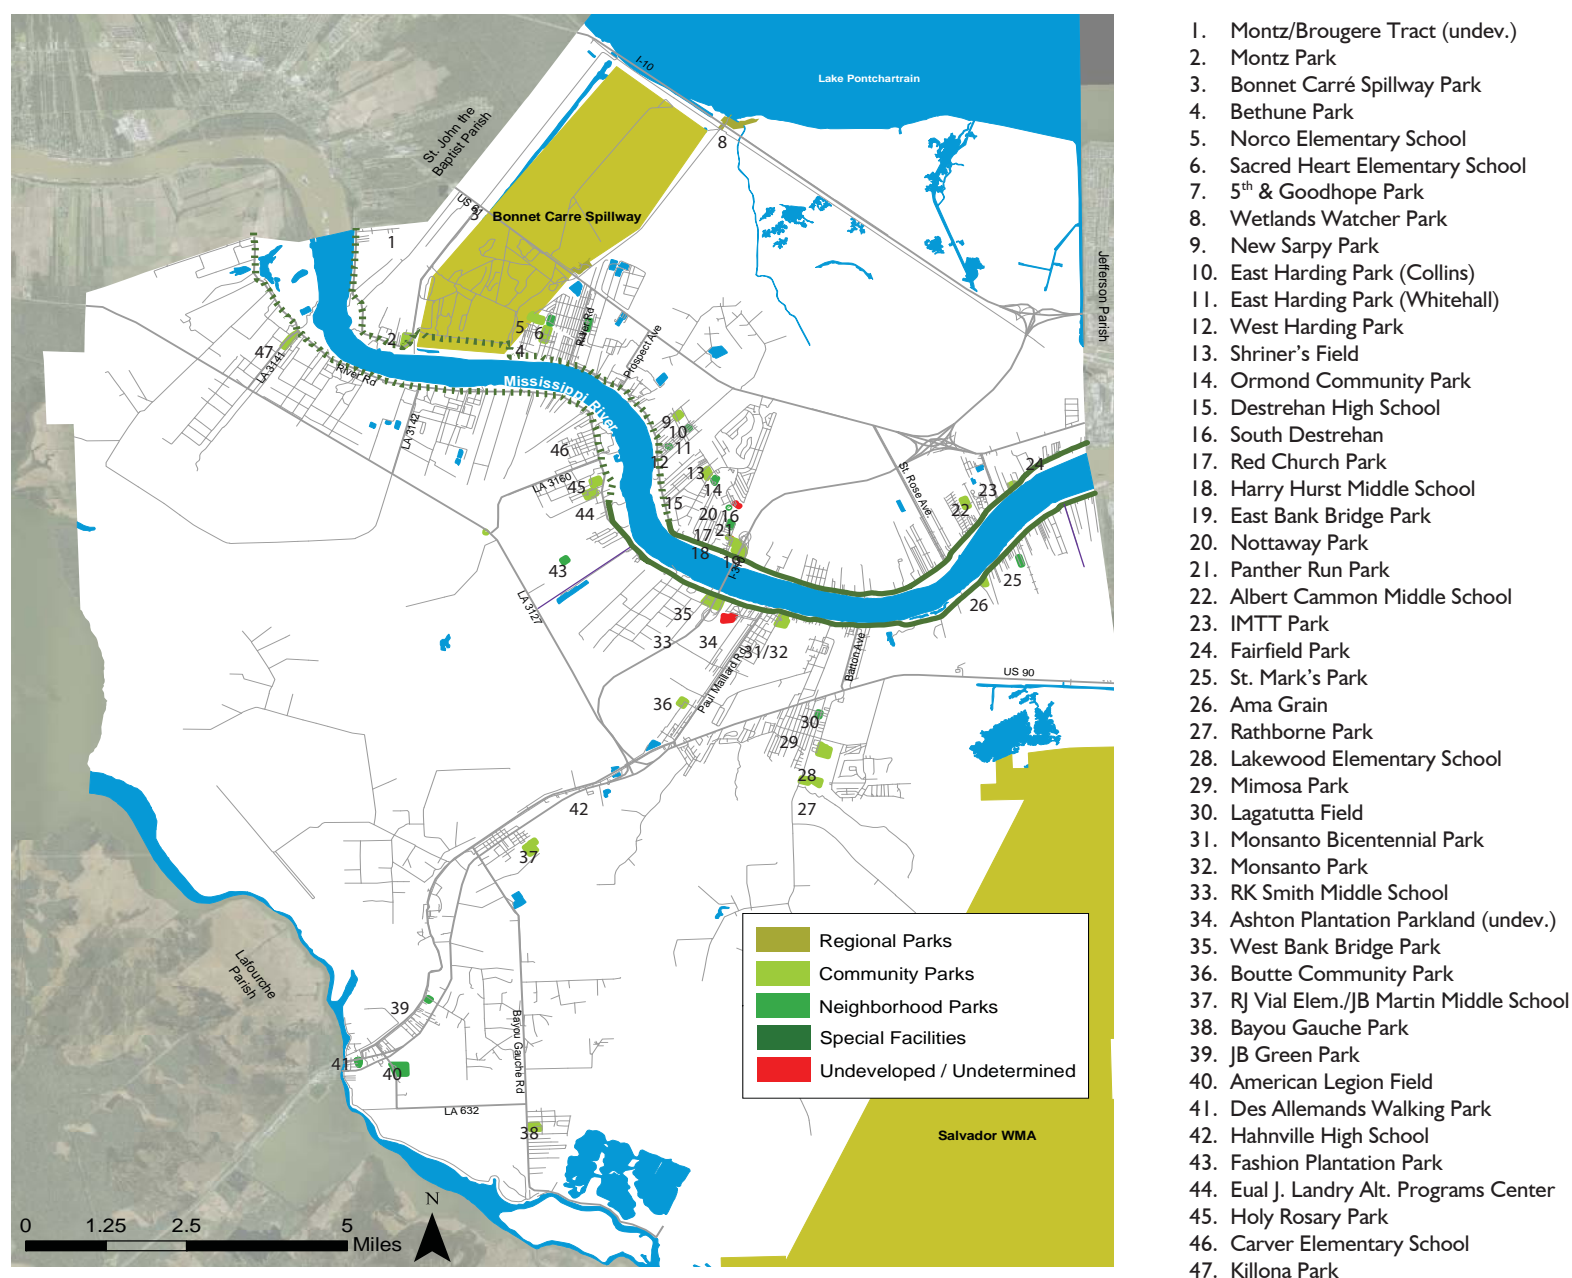 Lake Pontchartrain
I-10
St. John the
Baptist Parish
8
US 61
3
Bonnet Carre Spillway
1
Jefferson Parish
2
5
6
4
River Rd
Prospect Ave
47
LA 3141
River Rd
Mississippi River
LA 3142
9
10
11
12
46
LA 3160
45
44
13
14
15
20
16
21
17
18
19
I-310
St. Rose Ave
24
23
22
25
26
43
LA 3127
35
33
34
31/32
Paul Maillard Rd
Batton Ave
US 90
36
30
29
28
27
42
37
Lafourche
Parish
39
41
40
Bayou Gauche Rd
LA 632
38
Salvador WMA
Regional Parks
Community Parks
Neighborhood Parks
Special Facilities
Undeveloped / Undetermined
0 1.25 2.5 5
Miles
N
1. Montz/Brougere Tract (undev.)
2. Montz Park
3. Bonnet Carré Spillway Park
4. Bethune Park
5. Norco Elementary School
6. Sacred Heart Elementary School
7. 5th & Goodhope Park
8. Wetlands Watcher Park
9. New Sarpy Park
10. East Harding Park (Collins)
11. East Harding Park (Whitehall)
12. West Harding Park
13. Shriner's Field
14. Ormond Community Park
15. Destrehan High School
16. South Destrehan
17. Red Church Park
18. Harry Hurst Middle School
19. East Bank Bridge Park
20. Nottaway Park
21. Panther Run Park
22. Albert Cammon Middle School
23. IMTT Park
24. Fairfield Park
25. St. Mark's Park
26. Ama Grain
27. Rathborne Park
28. Lakewood Elementary School
29. Mimosa Park
30. Lagatutta Field
31. Monsanto Bicentennial Park
32. Monsanto Park
33. RK Smith Middle School
34. Ashton Plantation Parkland (undev.)
35. West Bank Bridge Park
36. Boutte Community Park
37. RJ Vial Elem./JB Martin Middle School
38. Bayou Gauche Park
39. JB Green Park
40. American Legion Field
41. Des Allemands Walking Park
42. Hahnville High School
43. Fashion Plantation Park
44. Eual J. Landry Alt. Programs Center
45. Holy Rosary Park
46. Carver Elementary School
47. Killona Park